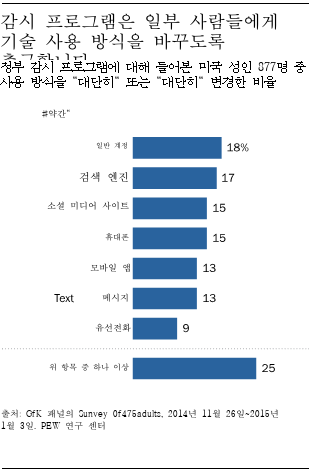 감시 프로그램은 일부 사람들에게
기술 사용 방식을 바꾸도록
정부 감시 프로그램에 대해 들어본 미국 성인 877명 중
사용 방식을 "대단히" 또는 "대단히" 변경한 비율
#약간"
일반 계정 18%
검색 엔진 17
소셜 미디어 사이트 15
휴대폰 15
모바일 앱 13
Text 메시지 13
유선전화 9
위 항목 중 하나 이상 25
출처: GfK 패널의 Survey 0f475adults, 2014년 11월 26일~2015년
1월 3일. PEW 연구 센터